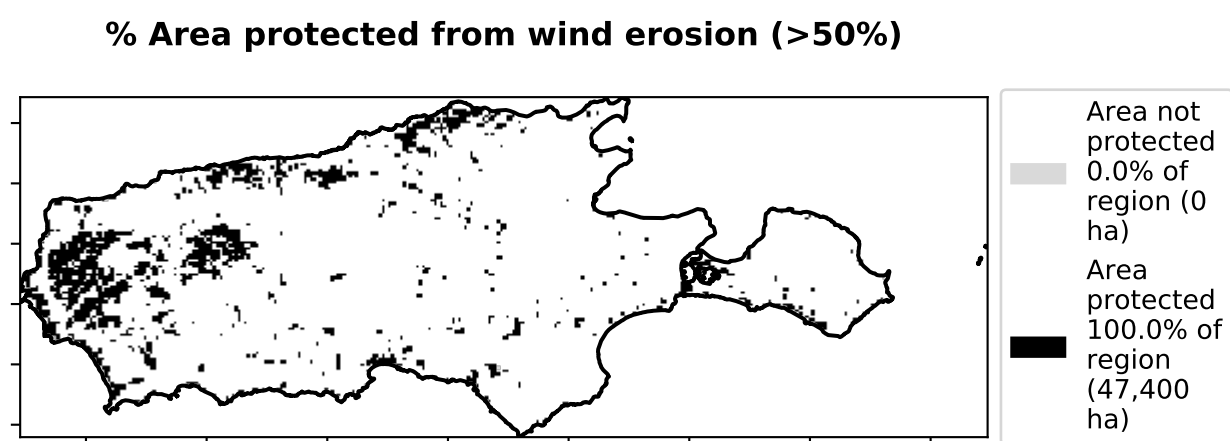 % Area protected from wind erosion (>50%)
Area not
protected
0.0% of
region (0
ha)
Area
protected
100.0% of
region
(47,400
ha)